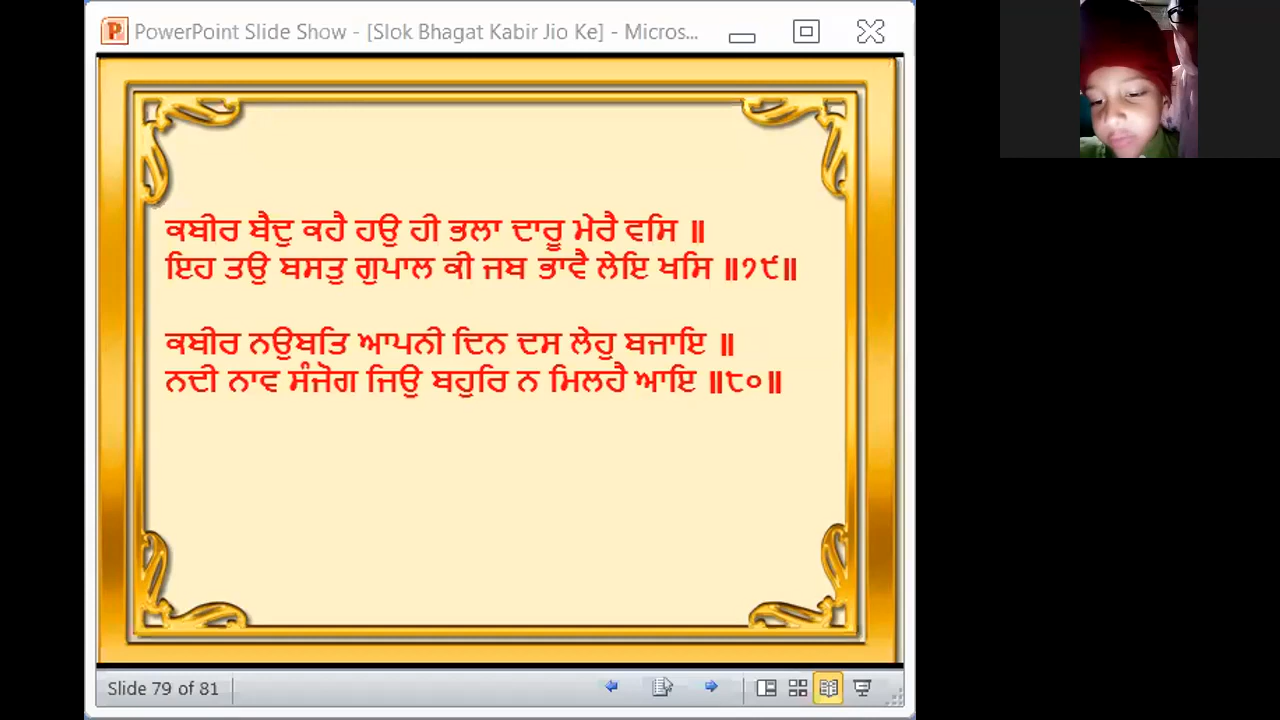 PowerPoint Slide Show - [Slok Bhagat Kabir Jio Ke] - Micros...
ਕਬੀਰ ਬੈਦੁ ਕਹੈ ਹਉ ਹੀ ਭਲਾ ਦਾਰੂ ਮੇਰੈ ਵਸਿ ॥
ਇਹ ਤਉ ਬਸਤੁ ਗੁਪਾਲ ਕੀ ਜਬ ਭਾਵੈ ਲੇਇ ਖਸਿ ॥੭੯॥
ਕਬੀਰ ਨਉਬਤਿ ਆਪਨੀ ਦਿਨ ਦਸ ਲੇਹੁ ਬਜਾਇ ॥
ਨਦੀ ਨਾਵ ਸੰਜੋਗ ਜਿਉ ਬਹੁਰਿ ਨ ਮਿਲਹੈ ਆਇ ॥੮੦॥
Slide 79 of 81